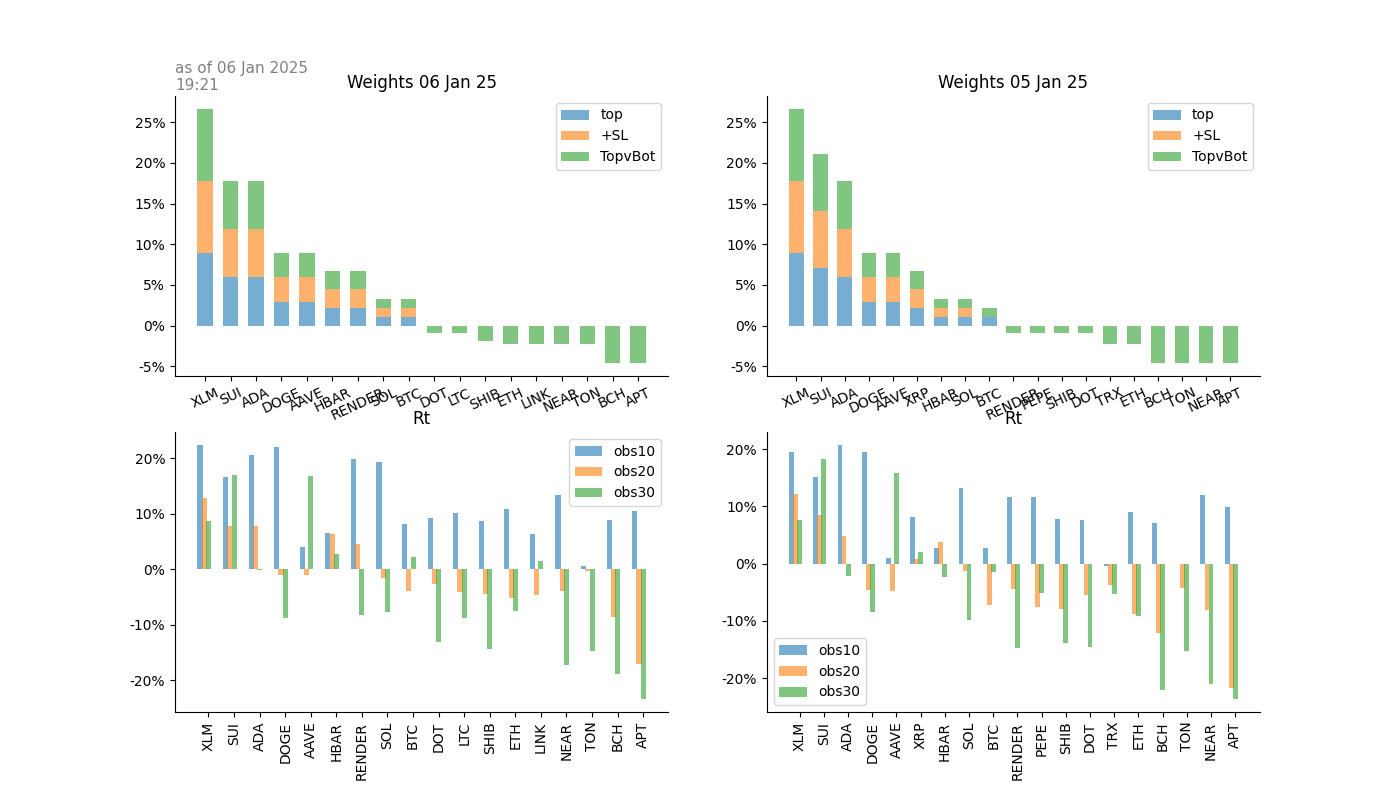 as of 06 Jan 2025
19:21
Weights 06 Jan 25
25%
20%
15%
10%
5%
0%
-5%
top
+SL
TopvBot
XLM SUI ADA DOGE AAVE HBAR RENDER SOL BTC DOT LTC SHIB ETH LINK NEAR TON BCH APT
Weights 05 Jan 25
25%
20%
15%
10%
5%
0%
-5%
top
+SL
TopvBot
XLM SUI ADA DOGE AAVE XRP HBAR SOL BTC RENDER PEPE SHIB DOT TRX ETH BCH TON NEAR APT
Rt
20%
10%
0%
-10%
-20%
obs10
obs20
obs30
XLM SUI ADA DOGE AAVE HBAR RENDER SOL BTC DOT LTC SHIB ETH LINK NEAR TON BCH APT
Rt
20%
10%
0%
-10%
-20%
obs10
obs20
obs30
XLM SUI ADA DOGE AAVE XRP HBAR SOL BTC RENDER PEPE SHIB DOT TRX ETH BCH TON NEAR APT